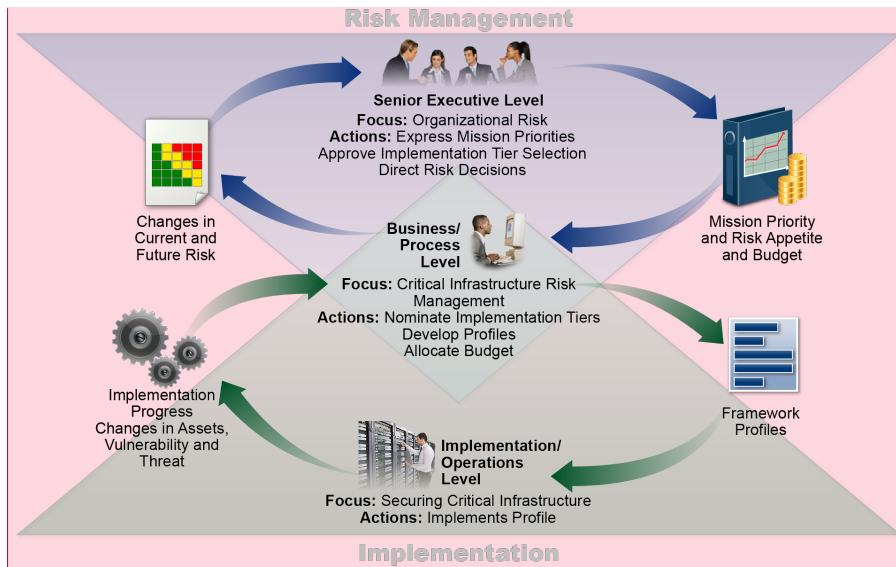 Risk Management
Senior Executive Level
Focus: Organizational Risk
Actions: Express Mission Priorities
Approve Implementation Tier Selection
Direct Risk Decisions
Changes in
Current and
Future Risk
Mission Priority
and Risk Appetite
and Budget
Business/
Process
Level
Focus: Critical Infrastructure Risk
Management
Actions: Nominate Implementation Tiers
Develop Profiles
Allocate Budget
Implementation
Progress
Changes in Assets,
Vulnerability and
Threat
Framework
Profiles
Implementation/
Operations
Level
Focus: Securing Critical Infrastructure
Actions: Implements Profile
Implementation